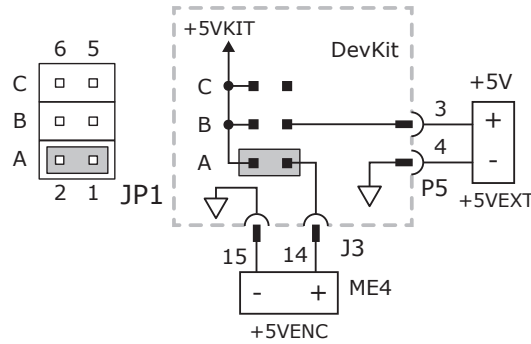 6 5
C
B
A
2 1
JP1
+5VKIT
DevKit
C
B
A
3
4
P5
+5V
+
-
+5VEXT
15
14
J3
- +
ME4
+5VENC